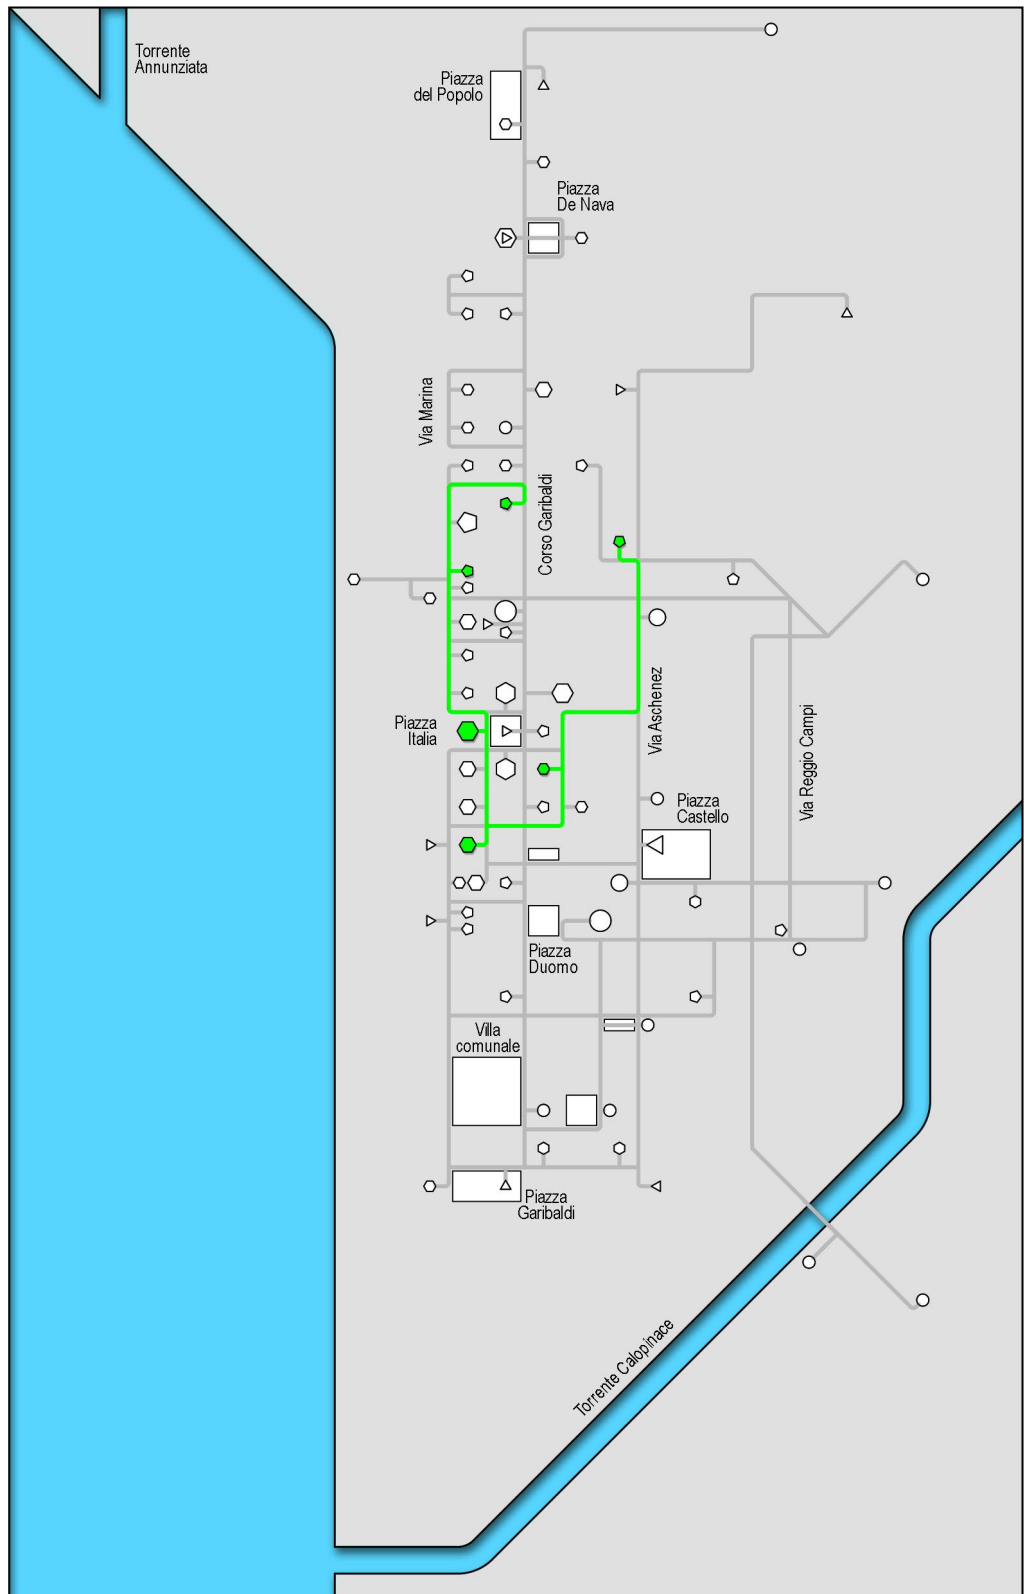 Torrente
Annunziata
Piazza
del Popolo
Piazza
De Nava
Via Marina
Corso Garibaldi
Via Aschenez
Piazza
Italia
Via Reggio Campi
Piazza
Castello
Piazza
Duomo
Villa
comunale
Piazza
Garibaldi
Torrente Calopinace